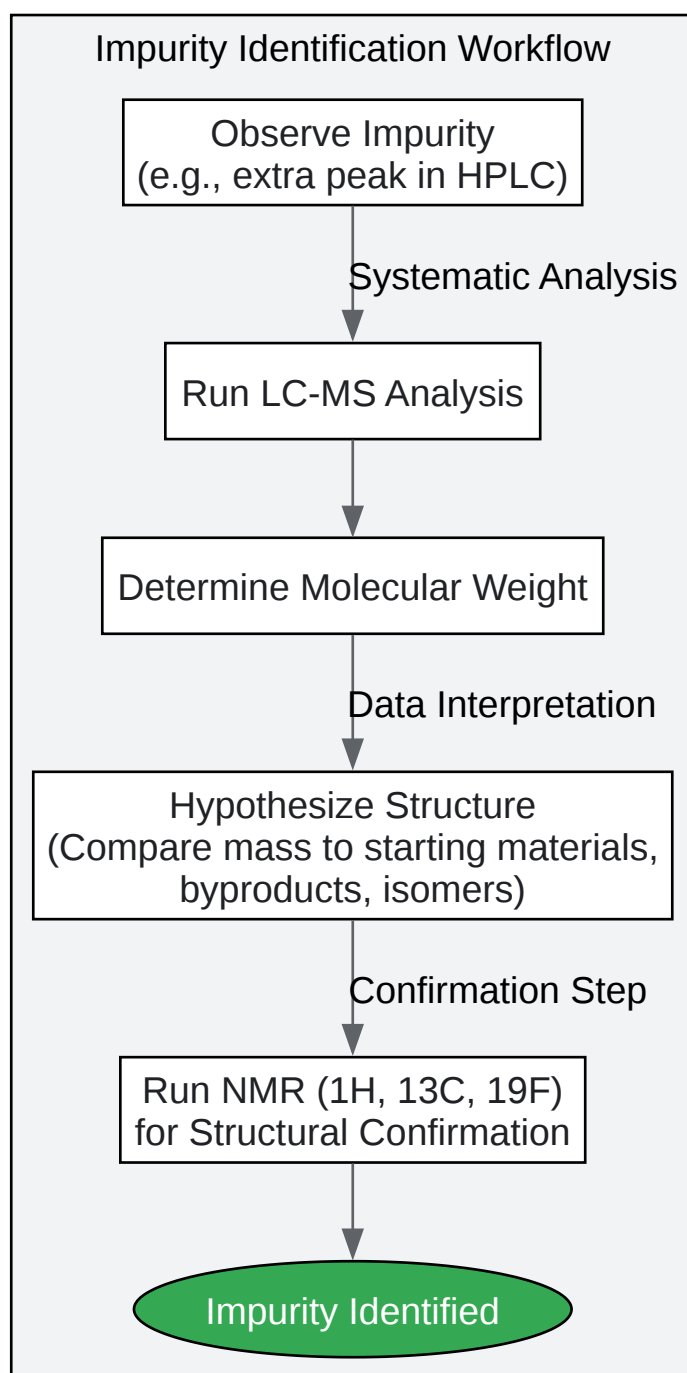 Impurity Identification Workflow
Observe Impurity
(e.g., extra peak in HPLC)
Systematic Analysis
Run LC-MS Analysis
Determine Molecular Weight
Data Interpretation
Hypothesize Structure
(Compare mass to starting materials,
byproducts, isomers)
Confirmation Step
Run NMR (1H, 13C, 19F)
for Structural Confirmation
Impurity Identified